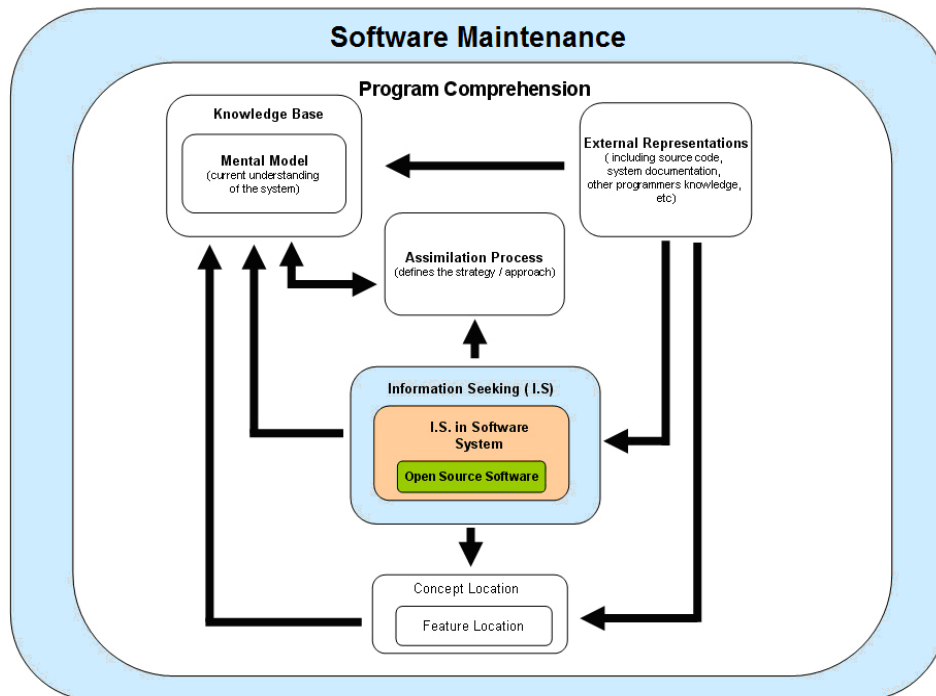 Software Maintenance
Program Comprehension
Knowledge Base
Mental Model
(current understanding
of the system)
External Representations
( including source code,
system documentation,
other programmers knowledge,
etc)
Assimilation Process
(defines the strategy / approach)
Information Seeking ( I.S)
I.S. in Software
System
Open Source Software
Concept Location
Feature Location